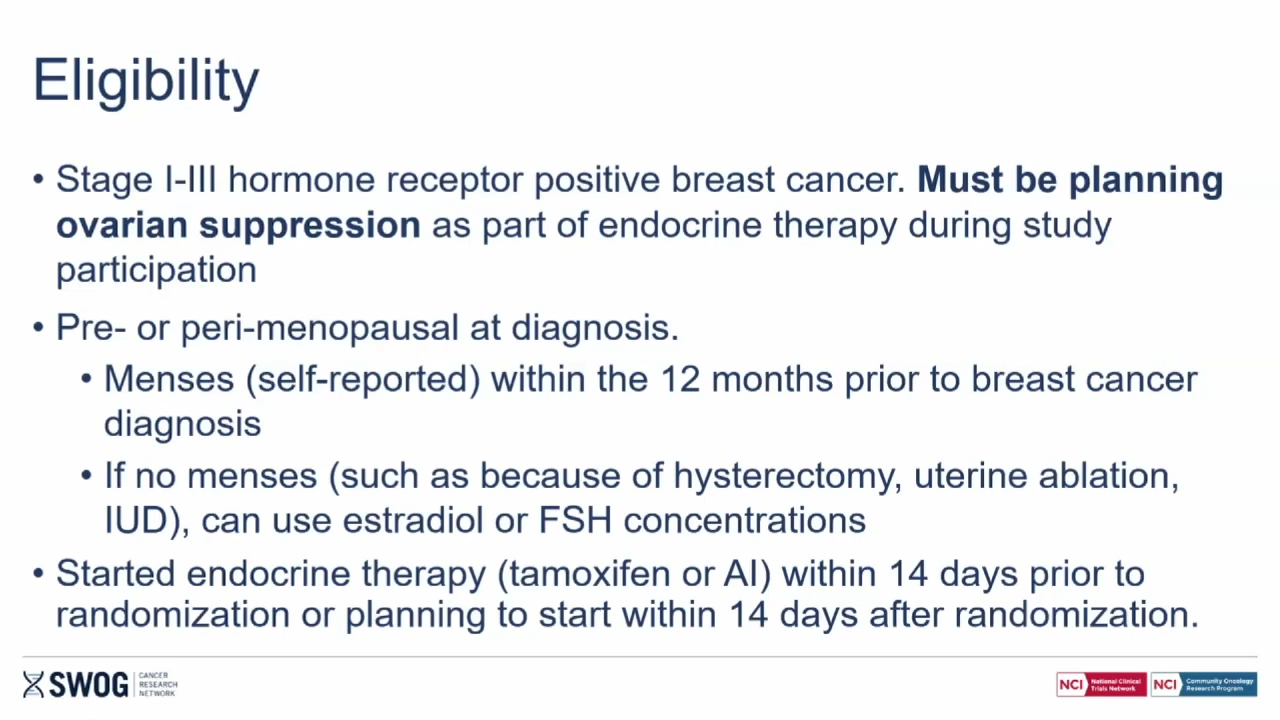 Eligibility
• Stage I-III hormone receptor positive breast cancer. Must be planning
ovarian suppression as part of endocrine therapy during study
participation
• Pre- or peri-menopausal at diagnosis.
• Menses (self-reported) within the 12 months prior to breast cancer
diagnosis
• If no menses (such as because of hysterectomy, uterine ablation,
IUD), can use estradiol or FSH concentrations
• Started endocrine therapy (tamoxifen or AI) within 14 days prior to
randomization or planning to start within 14 days after randomization.
SWOG
CANCER
RESEARCH
NETWORK
NCI
National Clinical
Trials Network
NCI
Community Oncology
Research Program